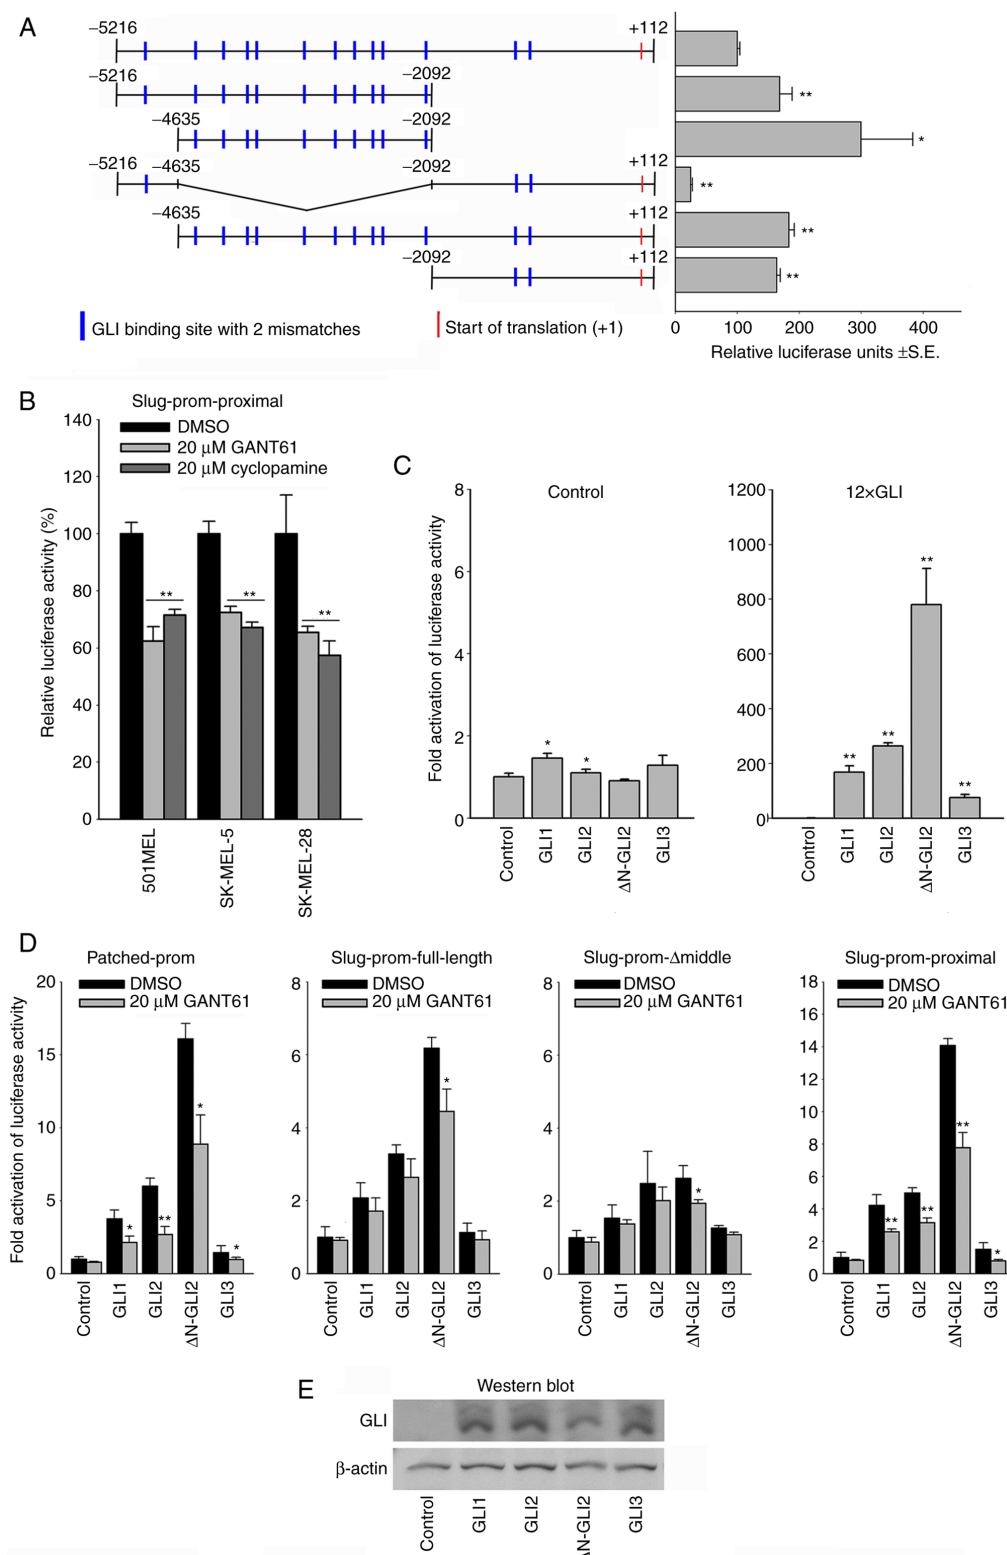 A
−5216
+112
−5216
−2092
−4635
−2092
−5216
−4635
−2092
+112
−4635
+112
−2092
+112
**
*
**
**
**
GLI binding site with 2 mismatches
Start of translation (+1)
0
100
200
300
400
Relative luciferase units ±S.E.
B
Slug-prom-proximal
DMSO
20 µM GANT61
20 µM cyclopamine
Relative luciferase activity (%)
140
120
100
80
60
40
20
0
**
**
**
501MEL
SK-MEL-5
SK-MEL-28
C
Control
Fold activation of luciferase activity
8
6
4
2
0
*
*
Control
GLI1
GLI2
ΔN-GLI2
GLI3
12×GLI
1200
1000
800
600
400
200
0
**
**
**
**
Control
GLI1
GLI2
ΔN-GLI2
GLI3
D
Patched-prom
DMSO
20 µM GANT61
Fold activation of luciferase activity
20
15
10
5
0
*
**
*
*
Control
GLI1
GLI2
ΔN-GLI2
GLI3
Slug-prom-full-length
DMSO
20 µM GANT61
8
6
4
2
0
*
Control
GLI1
GLI2
ΔN-GLI2
GLI3
Slug-prom-Δmiddle
DMSO
20 µM GANT61
8
6
4
2
0
*
Control
GLI1
GLI2
ΔN-GLI2
GLI3
Slug-prom-proximal
DMSO
20 µM GANT61
18
16
14
12
10
8
6
4
2
0
**
**
**
*
Control
GLI1
GLI2
ΔN-GLI2
GLI3
E
Western blot
GLI
β-actin
Control
GLI1
GLI2
ΔN-GLI2
GLI3